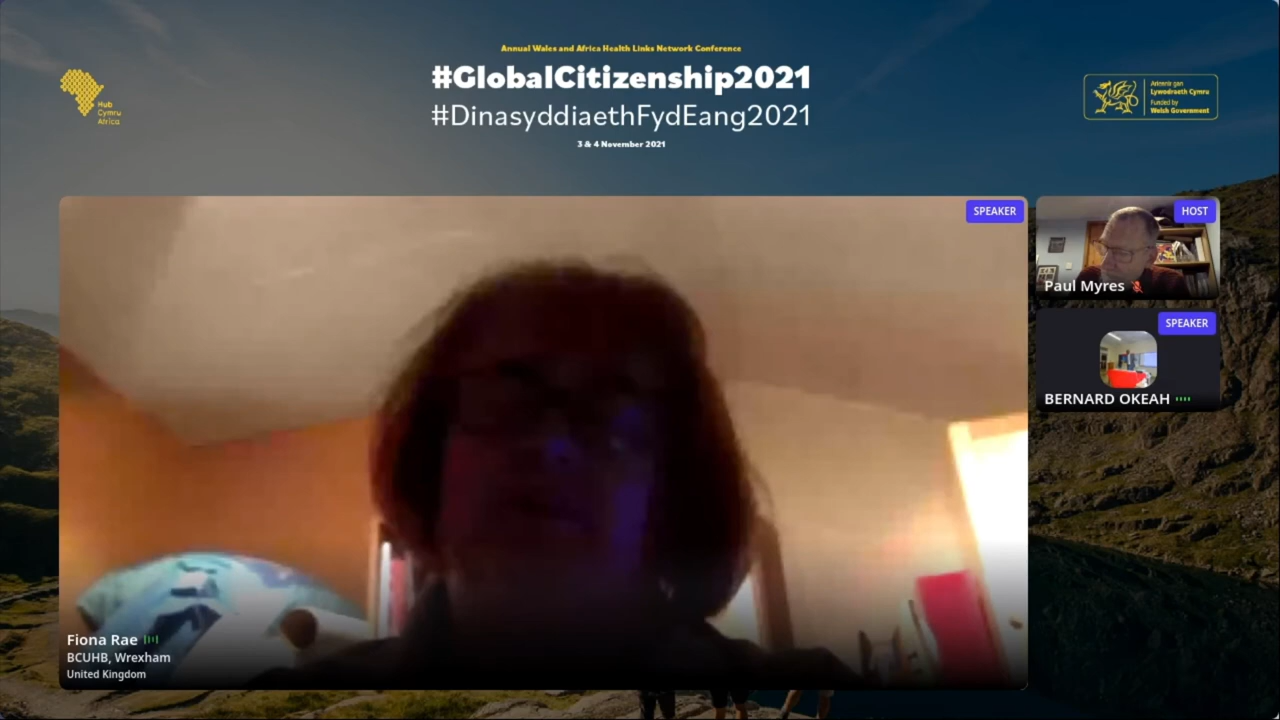 Annual Wales and Africa Health Links Network Conference
#GlobalCitizenship2021
#DinasyddiaethFydEang2021
3 & 4 November 2021
Hub
Cymru
Africa
Ariennir gan
Lywodraeth Cymru
Funded by
Welsh Government
SPEAKER
HOST
Paul Myres
SPEAKER
BERNARD OKEAH
Fiona Rae
BCUHB, Wrexham
United Kingdom